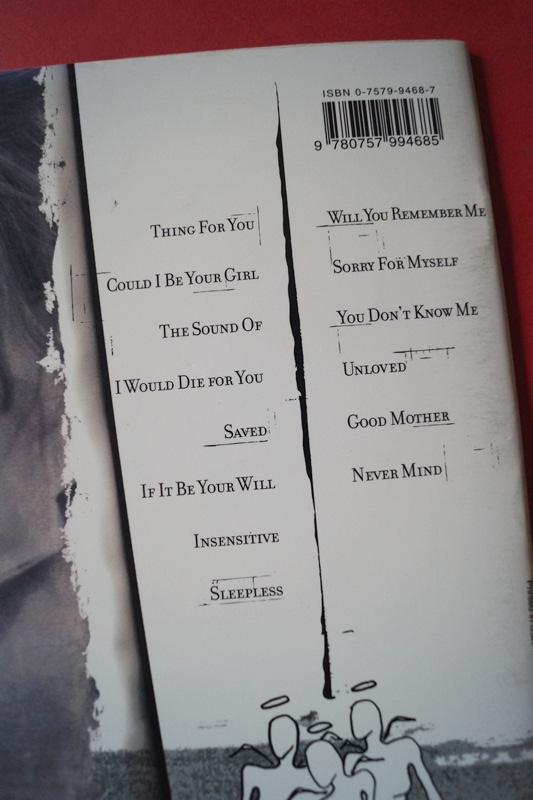 ISBN 0-7579-9468-7
9 780757 994685
Thing For You
Could I Be Your Girl
The Sound Of
I Would Die for You
Saved
If It Be Your Will
Insensitive
Sleepless
Will You Remember Me
Sorry For Myself
You Don't Know Me
Unloved
Good Mother
Never Mind